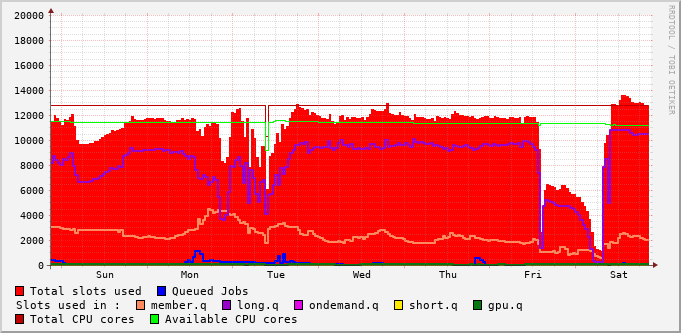 RRDTOOL / TOBI OETIKER
20000
18000
16000
14000
12000
10000
8000
6000
4000
2000
0
Sun Mon Tue Wed Thu Fri Sat
Total slots used Queued Jobs
Slots used in : member.q long.q ondemand.q short.q gpu.q
Total CPU cores Available CPU cores